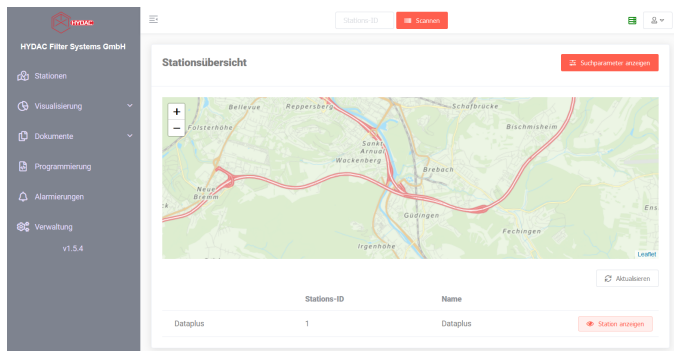 HYDAC
HYDAC Filter Systems GmbH
Stationen
Visualisierung
Dokumente
Programmierung
Alarmierungen
Verwaltung
v1.5.4
Stations-ID
Scannen
Stationsübersicht
Suchparameter anzeigen
+
−
Bellevue
Reppersberg
Schafbrücke
Folsterhöhe
Bischmisheim
Sankt
Arnual
Wackenberg
Brebach
Neue
Bremm
Güdingen
Ens
Fechingen
Irgenhöhe
Leaflet
Aktualisieren
Stations-ID Name
Dataplus 1 Dataplus Station anzeigen